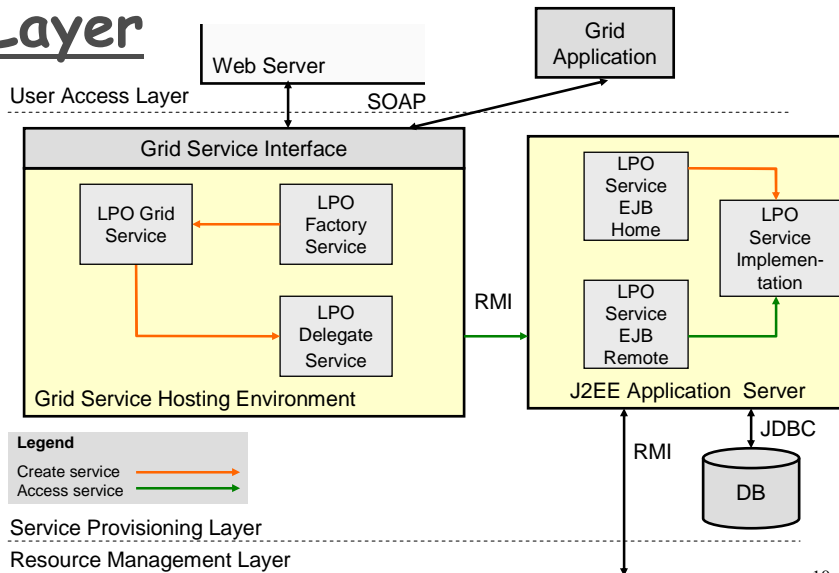 Layer
Web Server
Grid
Application
User Access Layer
SOAP
Grid Service Interface
LPO Grid
Service
LPO
Factory
Service
LPO
Delegate
Service
Grid Service Hosting Environment
RMI
LPO
Service
EJB
Home
LPO
Service
Implemen-
tation
LPO
Service
EJB
Remote
J2EE Application Server
Legend
Create service
Access service
RMI
JDBC
DB
Service Provisioning Layer
Resource Management Layer